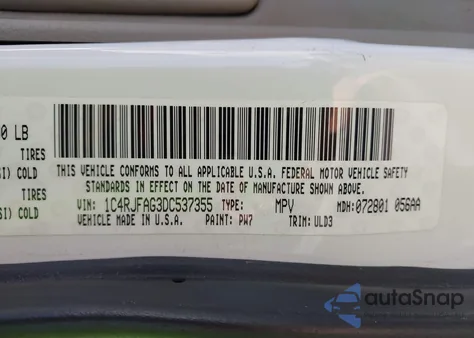 0 LB
TIRES
SI) COLD
THIS VEHICLE CONFORMS TO ALL APPLICABLE U.S.A. FEDERAL MOTOR VEHICLE SAFETY
TIRES
STANDARDS IN EFFECT ON THE DATE OF MANUFACTURE SHOWN ABOVE.
SI) COLD
VIN: 1C4RJFAG3DC537355 TYPE: MPV MDH: 072801 056AA
MADE IN U.S.A. PAINT: PW7 TRIM: ULD3
autoSnap